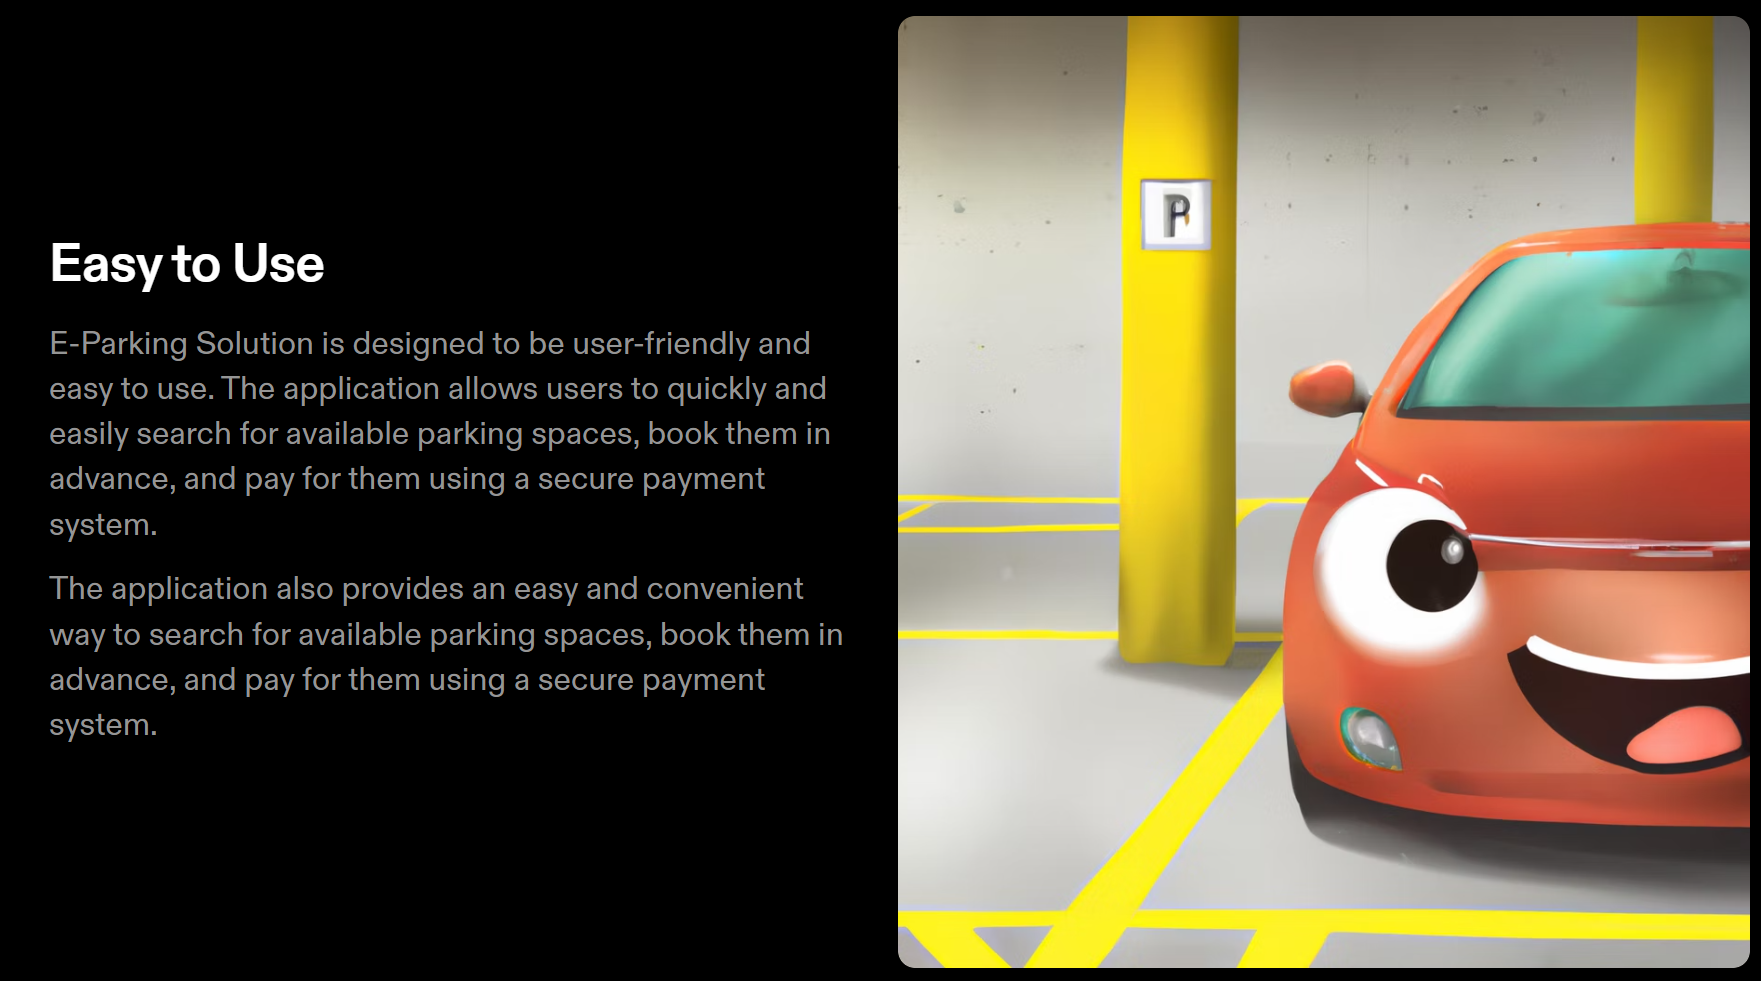 Easy to Use
E-Parking Solution is designed to be user-friendly and
easy to use. The application allows users to quickly and
easily search for available parking spaces, book them in
advance, and pay for them using a secure payment
system.
The application also provides an easy and convenient
way to search for available parking spaces, book them in
advance, and pay for them using a secure payment
system.
P